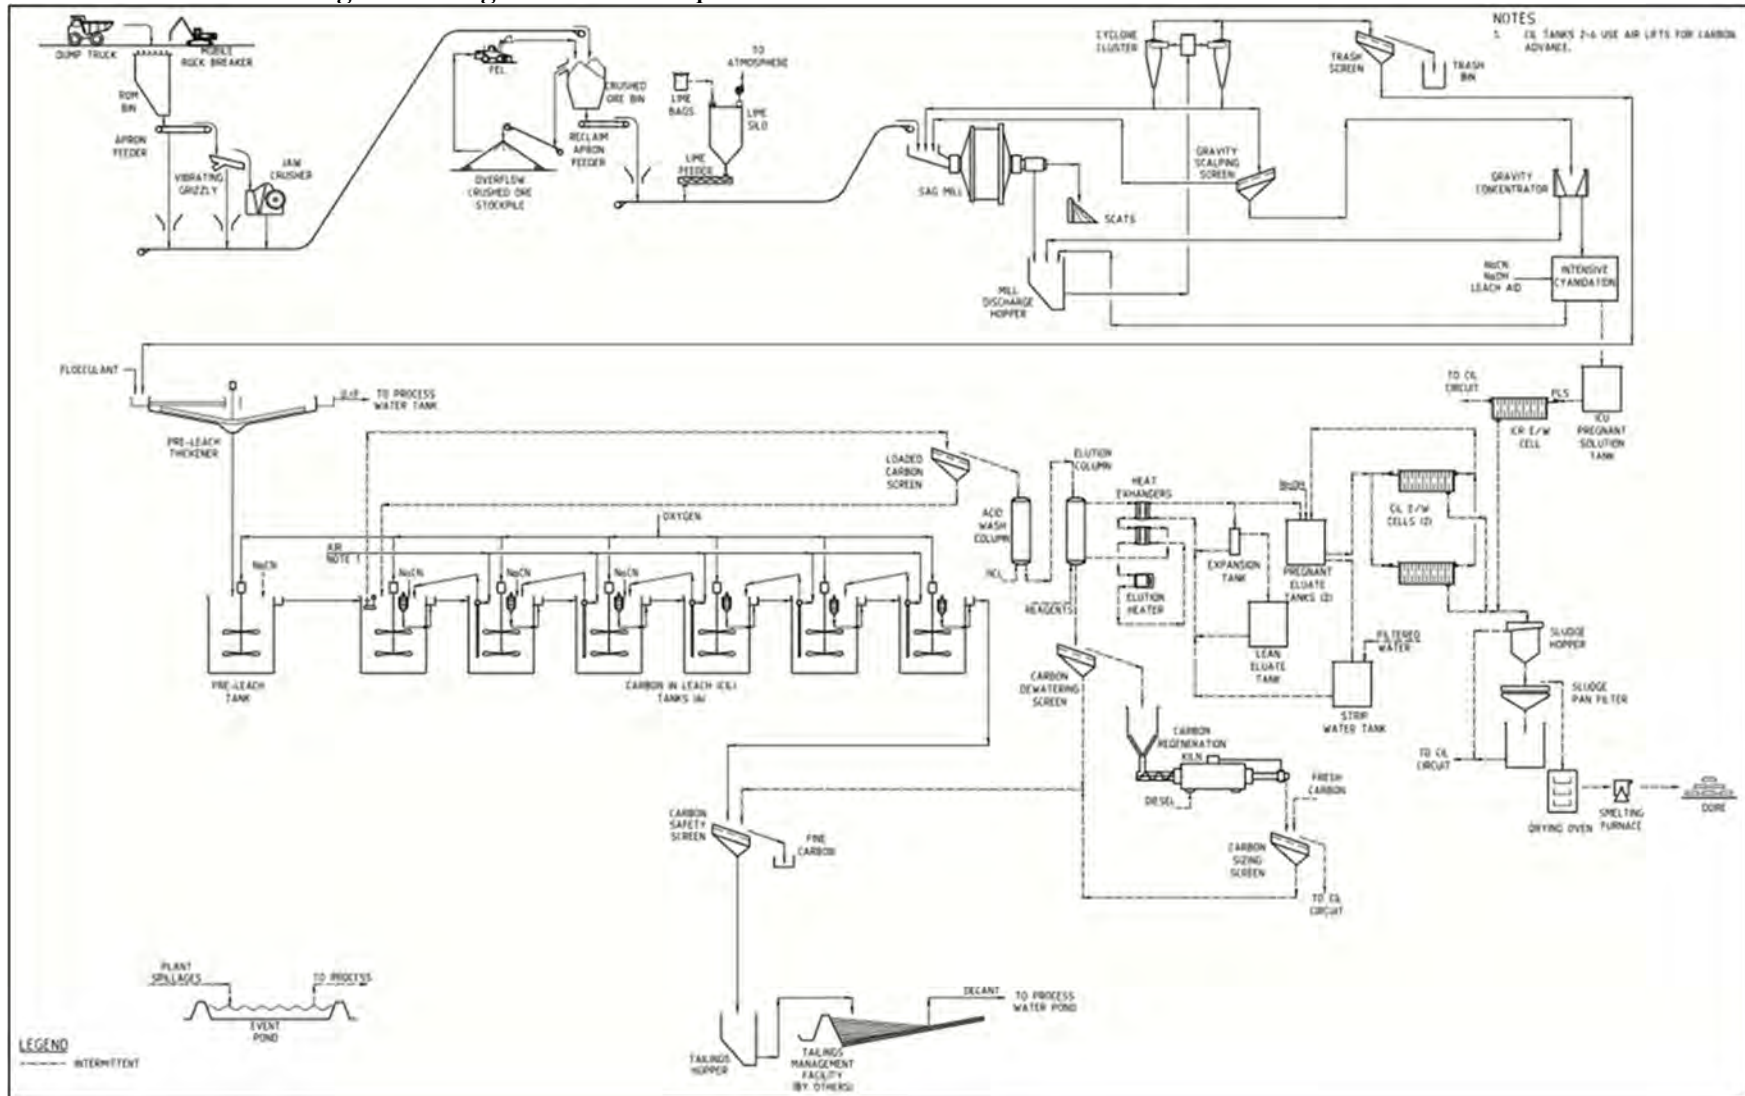 NOTES
1. CIL TANKS 2-6 USE AIR LIFTS FOR CARBON
ADVANCE.
DUMP TRUCK
MOBILE
ROCK BREAKER
ROM
BIN
APRON
FEEDER
VIBRATING
GRIZZLY
JAW
CRUSHER
FEL
OVERFLOW
CRUSHED ORE
STOCKPILE
CRUSHED
ORE BIN
RECLAIM
APRON
FEEDER
TO
ATMOSPHERE
LIME
BAGS
LIME
SILO
LIME
FEEDER
SAG MILL
SCATS
MILL
DISCHARGE
HOPPER
CYCLONE
CLUSTER
GRAVITY
SCALPING
SCREEN
TRASH
SCREEN
TRASH
BIN
GRAVITY
CONCENTRATOR
NaCN
NaOH
LEACH AID
INTENSIVE
CYANIDATION
FLOCCULANT
TO PROCESS
WATER TANK
PRE-LEACH
THICKENER
TO CIL
CIRCUIT
PLS
ICR E/W
CELL
ICU
PREGNANT
SOLUTION
TANK
LOADED
CARBON
SCREEN
OXYGEN
AIR
NOTE 1
NaCN
NaCN
NaCN
NaCN
PRE-LEACH
TANK
CARBON IN LEACH (CIL)
TANKS (6)
ACID
WASH
COLUMN
HCL
ELUTION
COLUMN
REAGENTS
HEAT
EXHANDERS
ELUTION
HEATER
EXPANSION
TANK
LEAN
ELUATE
TANK
NaOH
PREGNANT
ELUATE
TANKS (2)
CIL E/W
CELLS (2)
FILTERED
WATER
STRIP
WATER TANK
SLUDGE
HOPPER
SLUDGE
PAN FILTER
TO CIL
CIRCUIT
DRYING OVEN
SMELTING
FURNACE
DORE
CARBON
DEWATERING
SCREEN
CARBON
REGENERATION
KILN
DIESEL
FRESH
CARBON
CARBON
SIZING
SCREEN
TO CIL
CIRCUIT
CARBON
SAFETY
SCREEN
FINE
CARBON
PLANT
SPILLAGES
TO PROCESS
EVENT
POND
TAILINGS
HOPPER
TAILINGS
MANAGEMENT
FACILITY
(BY OTHERS)
DECANT
TO PROCESS
WATER POND
LEGEND
INTERMITTENT